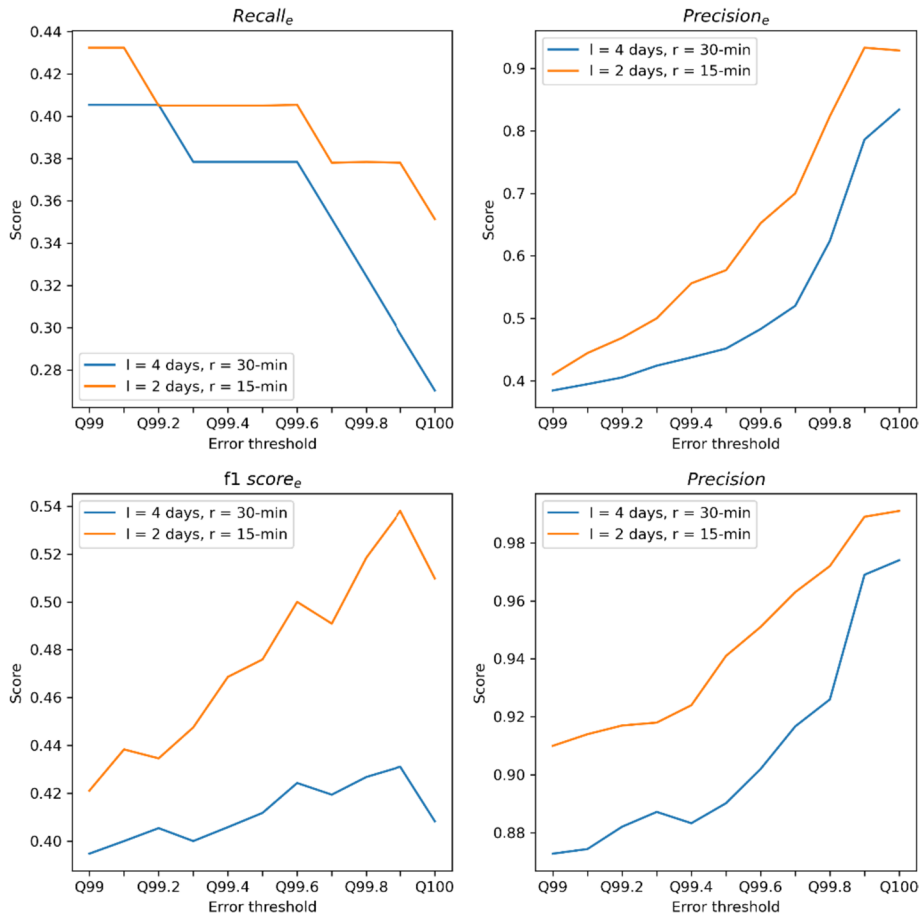 Recall_e
0.44
0.42
0.40
0.38
0.36
0.34
0.32
0.30
0.28
Score
l = 4 days, r = 30-min
l = 2 days, r = 15-min
Q99 Q99.2 Q99.4 Q99.6 Q99.8 Q100
Error threshold
Precision_e
0.9
0.8
0.7
0.6
0.5
0.4
Score
l = 4 days, r = 30-min
l = 2 days, r = 15-min
Q99 Q99.2 Q99.4 Q99.6 Q99.8 Q100
Error threshold
f1 score_e
0.54
0.52
0.50
0.48
0.46
0.44
0.42
0.40
Score
l = 4 days, r = 30-min
l = 2 days, r = 15-min
Q99 Q99.2 Q99.4 Q99.6 Q99.8 Q100
Error threshold
Precision
0.98
0.96
0.94
0.92
0.90
0.88
Score
l = 4 days, r = 30-min
l = 2 days, r = 15-min
Q99 Q99.2 Q99.4 Q99.6 Q99.8 Q100
Error threshold